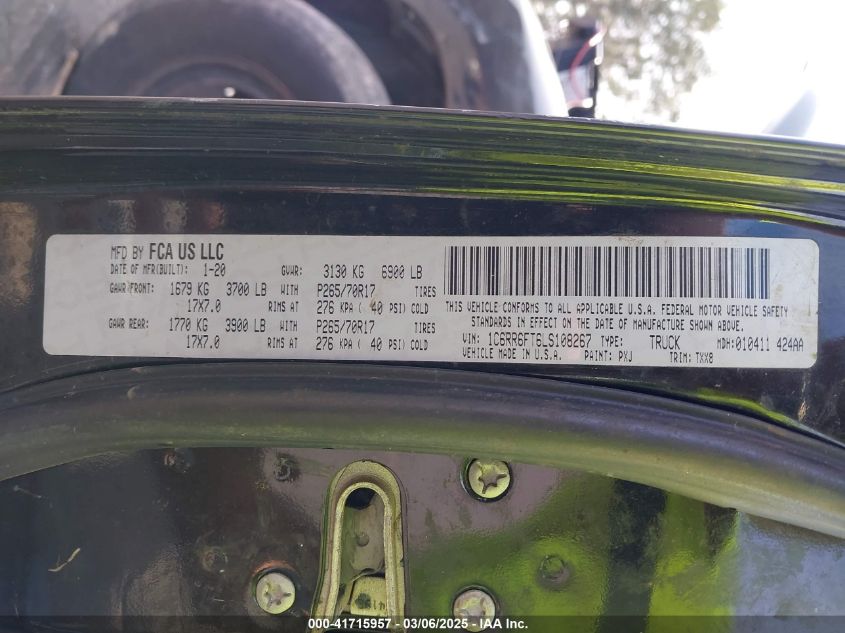 MFD BY FCA US LLC
DATE OF MFR(BUILT): 1-20 GVWR: 3130 KG 6900 LB
GAWR FRONT: 1679 KG 3700 LB WITH P265/70R17 TIRES
17X7.0 RIMS AT 276 KPA ( 40 PSI) COLD
GAWR REAR: 1770 KG 3900 LB WITH P265/70R17 TIRES
17X7.0 RIMS AT 276 KPA ( 40 PSI) COLD
THIS VEHICLE CONFORMS TO ALL APPLICABLE U.S.A. FEDERAL MOTOR VEHICLE SAFETY
STANDARDS IN EFFECT ON THE DATE OF MANUFACTURE SHOWN ABOVE.
VIN: 1C6RR6FT6LS108267 TYPE: TRUCK MDH: 010411 424AA
VEHICLE MADE IN U.S.A. PAINT: PXJ TRIM: TXX8
000-41715957 - 03/06/2025 - IAA Inc.